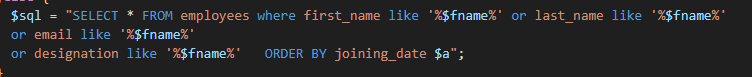 $sql = "SELECT * FROM employees where first_name like '%$fname%' or last_name like '%$fname%'
or email like '%$fname%'
or designation like '%$fname%'   ORDER BY joining_date $a";
}